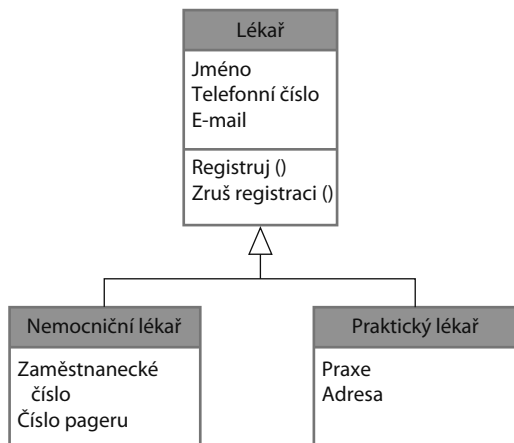 Lékař
Jméno
Telefonní číslo
E-mail
Registruj ()
Zruš registraci ()
Nemocniční lékař
Zaměstnanecké
číslo
Číslo pageru
Praktický lékař
Praxe
Adresa